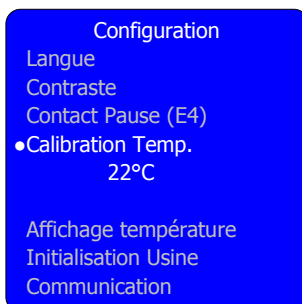 Configuration
Langue
Contraste
Contact Pause (E4)
●Calibration Temp.
22°C
Affichage température
Initialisation Usine
Communication